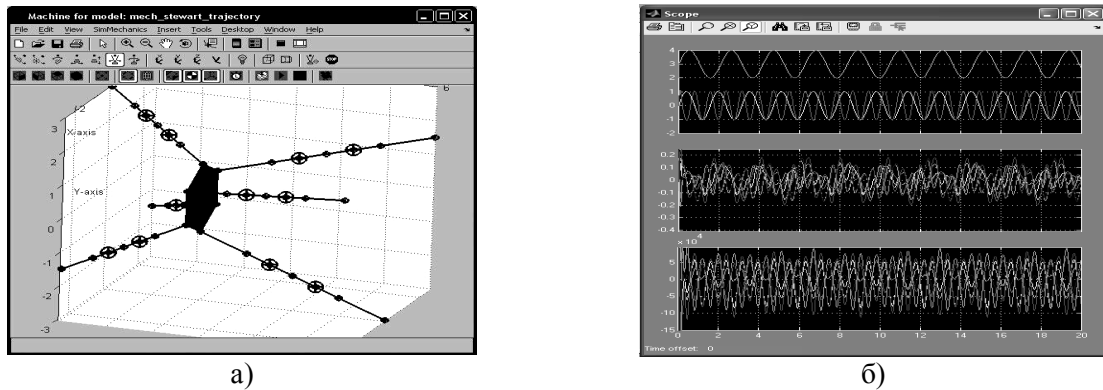 Machine for model: mech_stewart_trajectory
File Edit View SimMechanics Insert Tools Desktop Window Help
STOP
6
2
X-axis
3
2
Y-axis
1
0
-1
-2
-3
а)
Scope
4
3
2
1
0
-1
-2
0.2
0.1
0
-0.1
-0.2
-0.3
-0.4
x 10^4
5
0
-5
-10
-15
0 2 4 6 8 10 12 14 16 18 20
Time offset: 0
б)